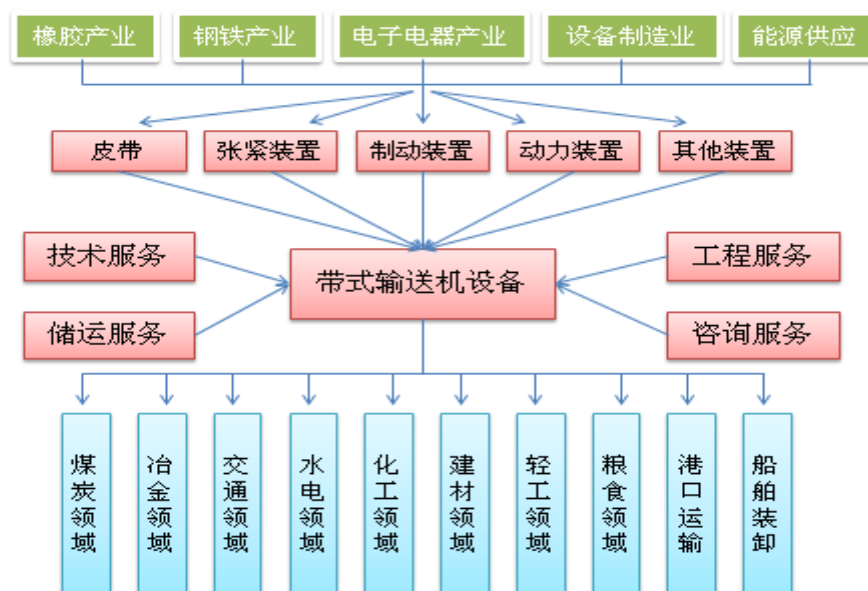 橡胶产业
钢铁产业
电子电器产业
设备制造业
能源供应
皮带
张紧装置
制动装置
动力装置
其他装置
技术服务
工程服务
带式输送机设备
储运服务
咨询服务
煤炭领域
冶金领域
交通领域
水电领域
化工领域
建材领域
轻工领域
粮食领域
港口运输
船舶装卸